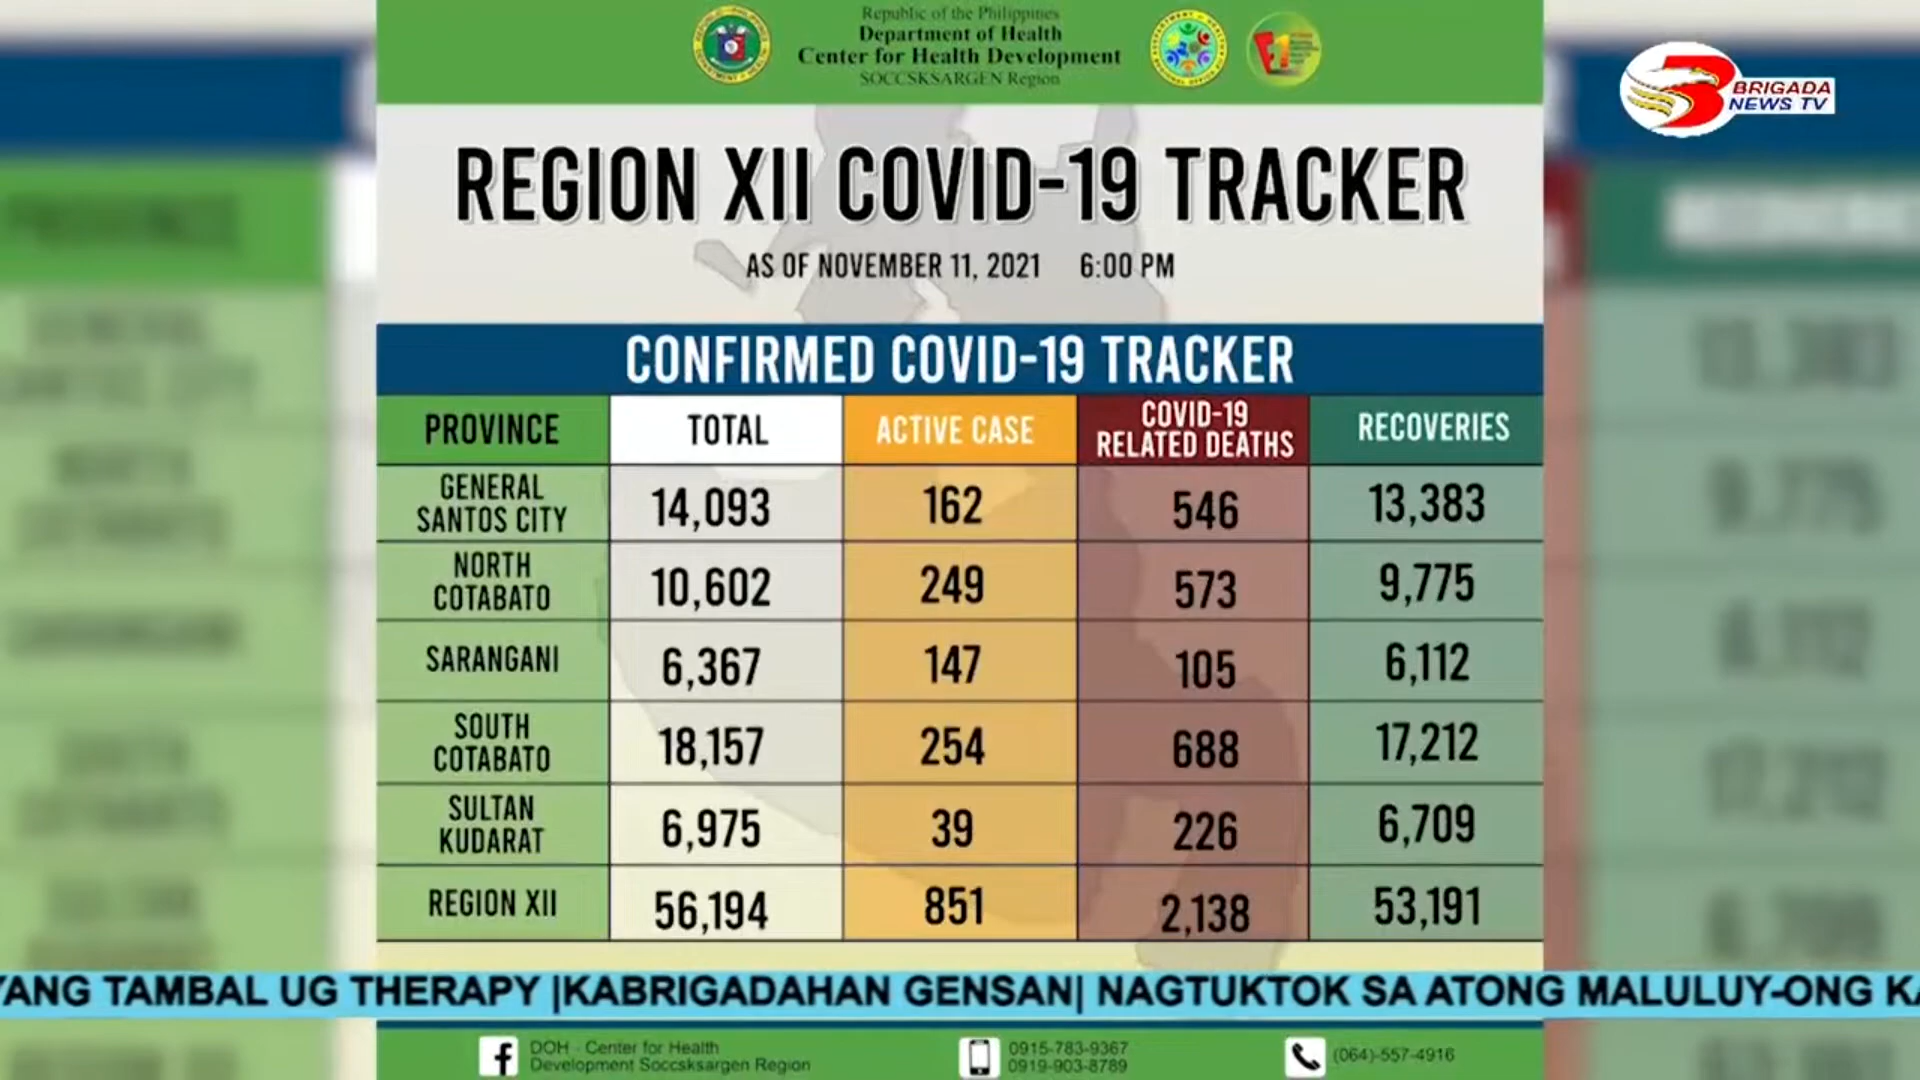 Republic of the Philippines
Department of Health
Center for Health Development
SOCCSKSARGEN Region
BRIGADA
NEWS TV
REGION XII COVID-19 TRACKER
AS OF NOVEMBER 11, 2021 6:00 PM
CONFIRMED COVID-19 TRACKER
PROVINCE TOTAL ACTIVE CASE COVID-19 RELATED DEATHS RECOVERIES
GENERAL SANTOS CITY 14,093 162 546 13,383
NORTH COTABATO 10,602 249 573 9,775
SARANGANI 6,367 147 105 6,112
SOUTH COTABATO 18,157 254 688 17,212
SULTAN KUDARAT 6,975 39 226 6,709
REGION XII 56,194 851 2,138 53,191
YANG TAMBAL UG THERAPY |KABRIGADAHAN GENSAN| NAGTUKTOK SA ATONG MALULUY-ONG KA
DOH - Center for Health
Development Soccsksargen Region
0915-783-9367
0919-903-8789
(064)-557-4916